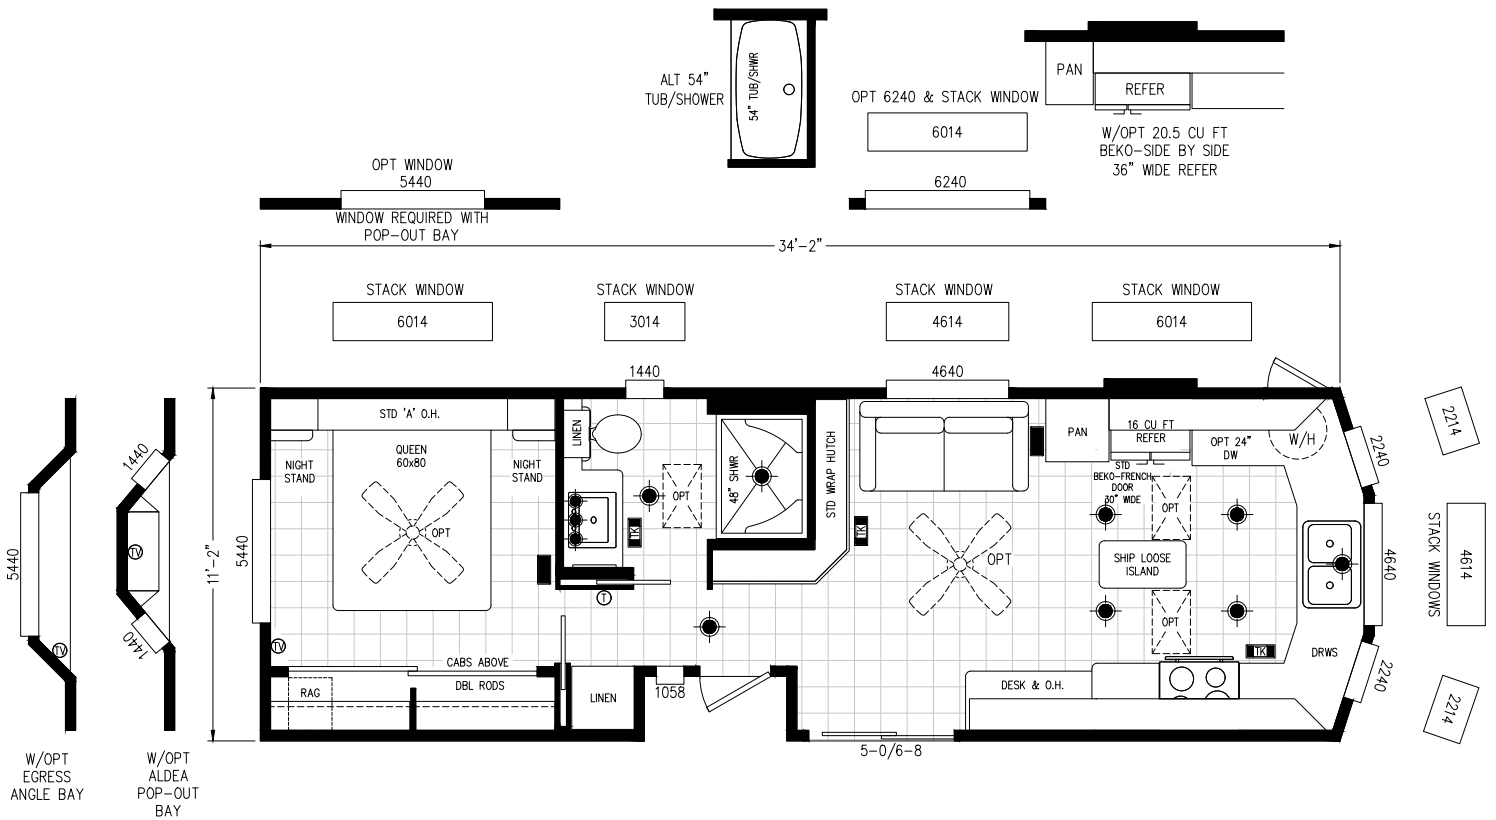 ALT 54"
TUB/SHOWER
54" TUB/SHWR
OPT 6240 & STACK WINDOW
6014
6240
PAN
REFER
W/OPT 20.5 CU FT
BEKO-SIDE BY SIDE
36" WIDE REFER
OPT WINDOW
5440
WINDOW REQUIRED WITH
POP-OUT BAY
34'-2"
STACK WINDOW
6014
STACK WINDOW
3014
STACK WINDOW
4614
STACK WINDOW
6014
1440
4640
5440
TV
W/OPT
EGRESS
ANGLE BAY
1440
TV
1440
W/OPT
ALDEA
POP-OUT
BAY
11'-2"
5440
STD 'A' O.H.
QUEEN
60x80
NIGHT
STAND
NIGHT
STAND
OPT
TV
CABS ABOVE
DBL RODS
RAG
LINEN
OPT
TK
48" SHWR
T
LINEN
1058
STD WRAP HUTCH
TK
OPT
PAN
16 CU FT
REFER
STD
BEKO-FRENCH
DOOR
30" WIDE
OPT 24"
DW
W/H
OPT
SHIP LOOSE
ISLAND
OPT
TK
DRWS
DESK & O.H.
5-0/6-8
2240
4640
2240
2214
STACK WINDOWS
4614
2214